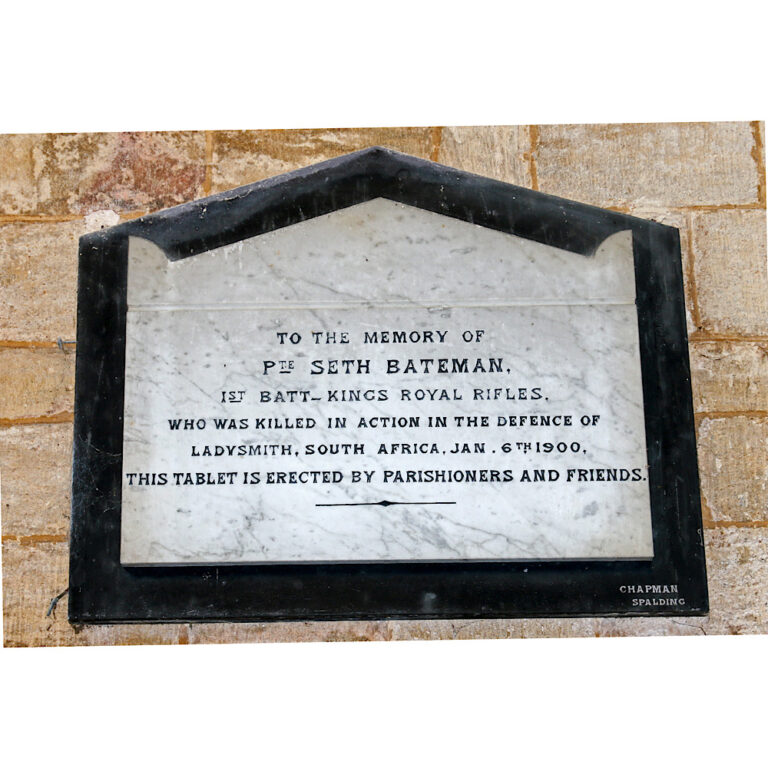 TO THE MEMORY OF
PTE SETH BATEMAN,
1ST BATT-KINGS ROYAL RIFLES,
WHO WAS KILLED IN ACTION IN THE DEFENCE OF
LADYSMITH, SOUTH AFRICA, JAN. 6TH 1900,
THIS TABLET IS ERECTED BY PARISHIONERS AND FRIENDS.
CHAPMAN
SPALDING